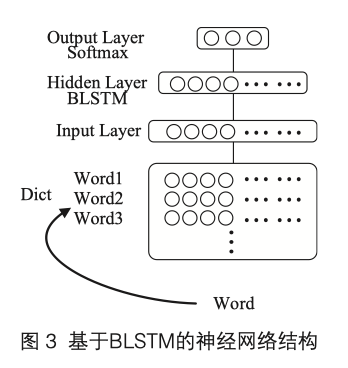 Output Layer
Softmax
Hidden Layer
BLSTM
Input Layer
Word1
Dict
Word2
Word3
Word
图 3 基于BLSTM的神经网络结构